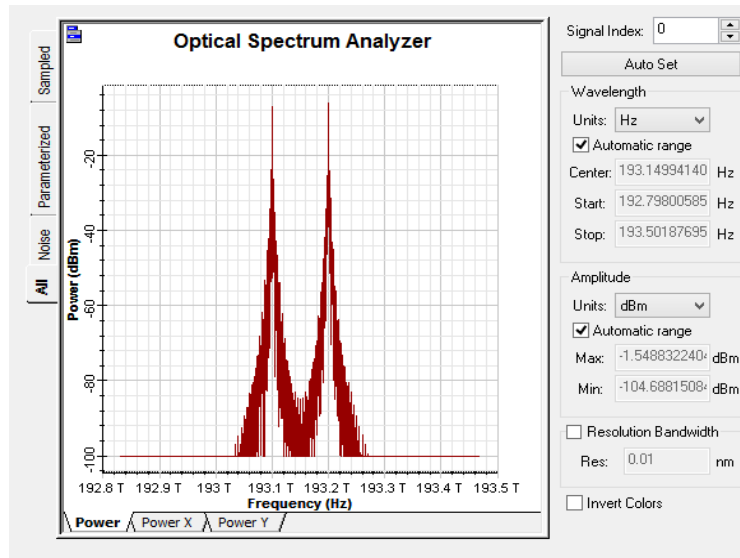 Optical Spectrum Analyzer
Sampled
Parameterized
Noise
All
Power (dBm)
-20
-40
-60
-80
-100
192.8 T 192.9 T 193 T 193.1 T 193.2 T 193.3 T 193.4 T 193.5 T
Frequency (Hz)
Power Power X Power Y
Signal Index: 0
Auto Set
Wavelength
Units: Hz
Automatic range
Center: 193.14994140 Hz
Start: 192.79800585 Hz
Stop: 193.50187695 Hz
Amplitude
Units: dBm
Automatic range
Max: -1.548832240 dBm
Min: -104.6881508 dBm
Resolution Bandwidth
Res: 0.01 nm
Invert Colors